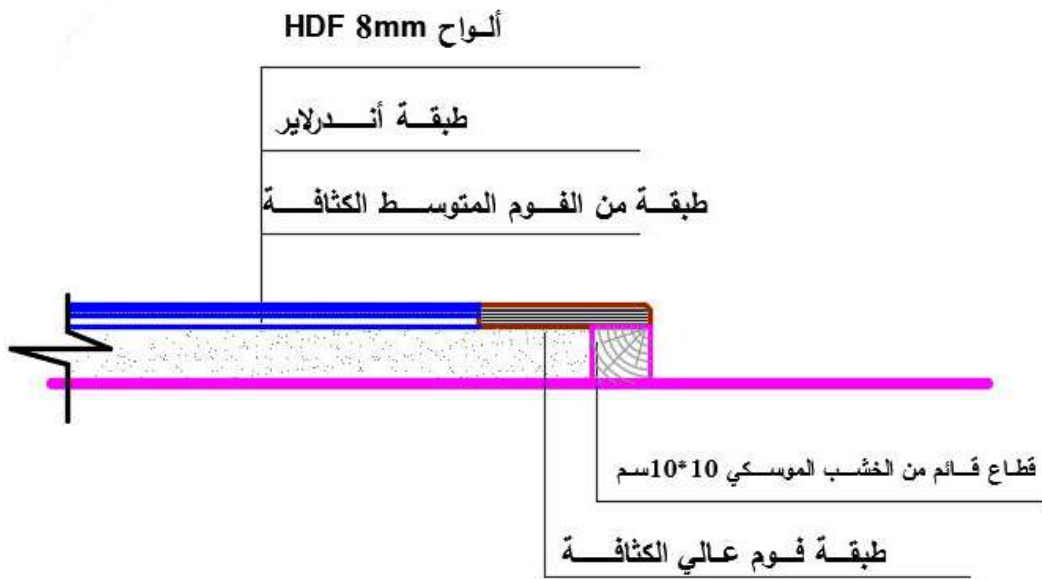 ألواح HDF 8mm
طبقة أندرلاير
طبقة من الفوم المتوسط الكثافة
قطاع قائم من الخشب الموسكي 10*10سم
طبقة فوم عالي الكثافة